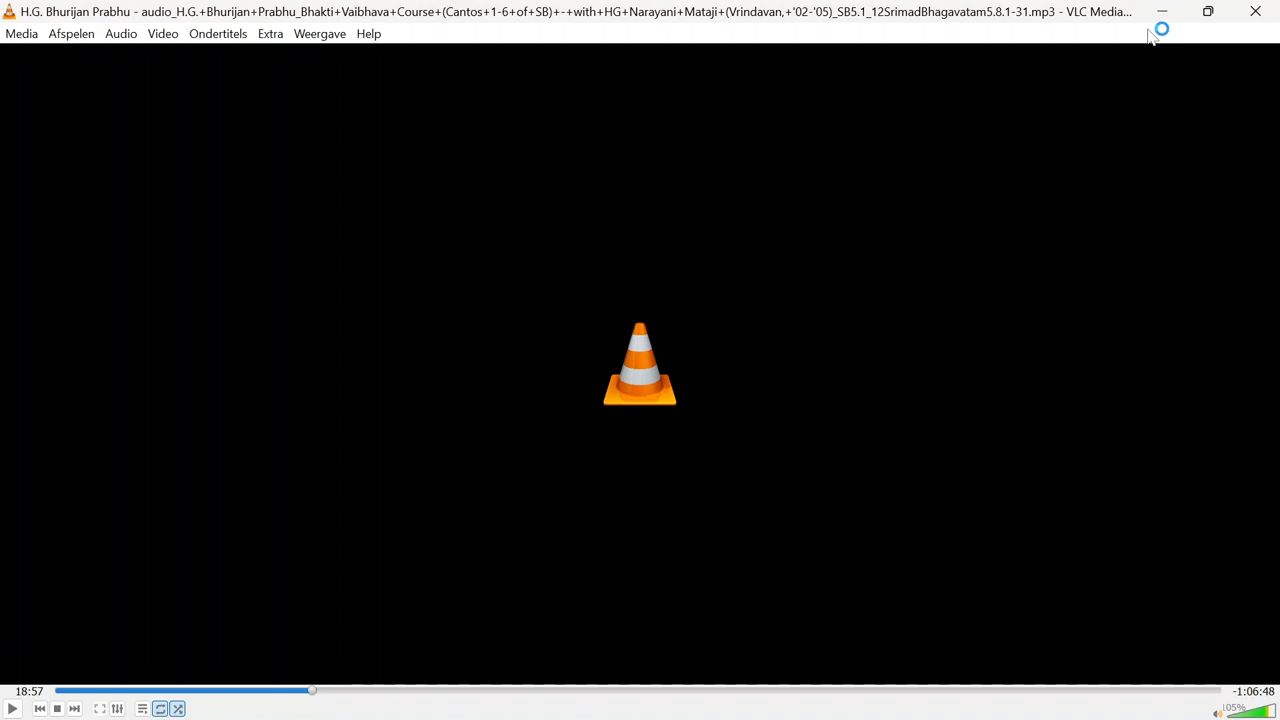 H.G. Bhurijan Prabhu - audio_H.G.+Bhurijan+Prabhu_Bhakti+Vaibhava+Course+(Cantos+1-6+of+SB)+-+with+HG+Narayani+Mataji+(Vrindavan,+'02-'05)_SB5.1_12SrimadBhagavatam5.8.1-31.mp3 - VLC Media...
Media Afspelen Audio Video Ondertitels Extra Weergave Help
18:57 -1:06:48
105%